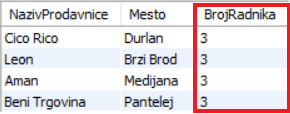 NazivProdavnice Mesto BrojRadnika
Cico Rico Durlan 3
Leon Brzi Brod 3
Aman Medijana 3
Beni Trgovina Pantelej 3